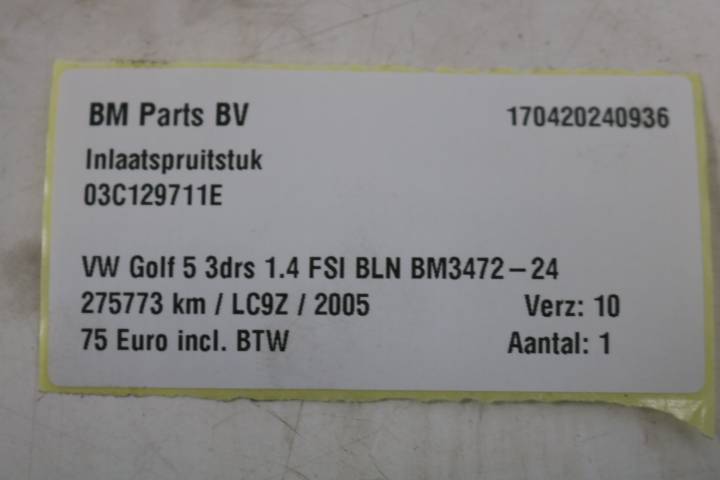 BM Parts BV 170420240936
Inlaatspruitstuk
03C129711E
VW Golf 5 3drs 1.4 FSI BLN BM3472-24
275773 km / LC9Z / 2005 Verz: 10
75 Euro incl. BTW Aantal: 1